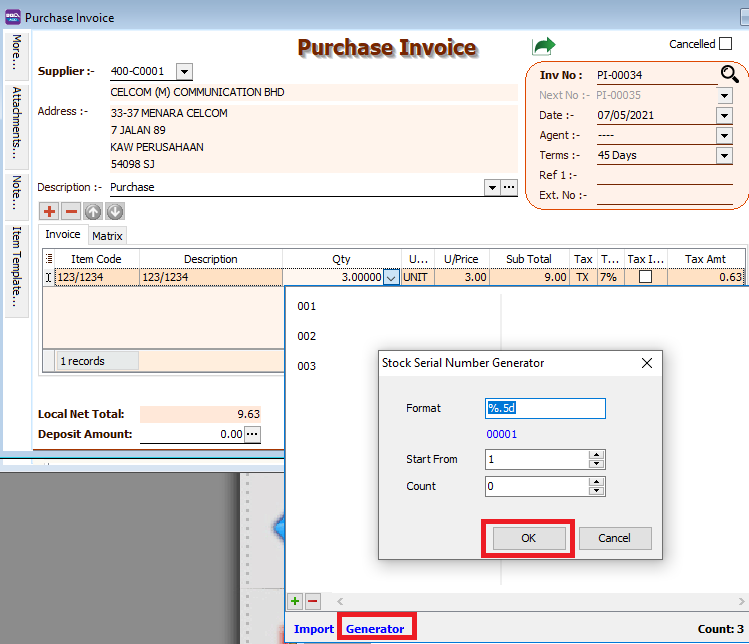 Purchase Invoice
More...
Attachments...
Note...
Item Template...
Purchase Invoice
Cancelled
Supplier :- 400-C0001
CELCOM (M) COMMUNICATION BHD
Address :- 33-37 MENARA CELCOM
7 JALAN 89
KAW PERUSAHAAN
54098 SJ
Description :- Purchase
Inv No : PI-00034
Next No :- PI-00035
Date :- 07/05/2021
Agent :- ----
Terms :- 45 Days
Ref 1 :-
Ext. No :-
Invoice Matrix
Item Code Description Qty U... U/Price Sub Total Tax T... Tax I... Tax Amt
123/1234 123/1234 3.00000 UNIT 3.00 9.00 TX 7% 0.63
1 records
Local Net Total: 9.63
Deposit Amount: 0.00
001
002
003
Stock Serial Number Generator
Format %.5d
00001
Start From 1
Count 0
OK Cancel
Import Generator Count: 3